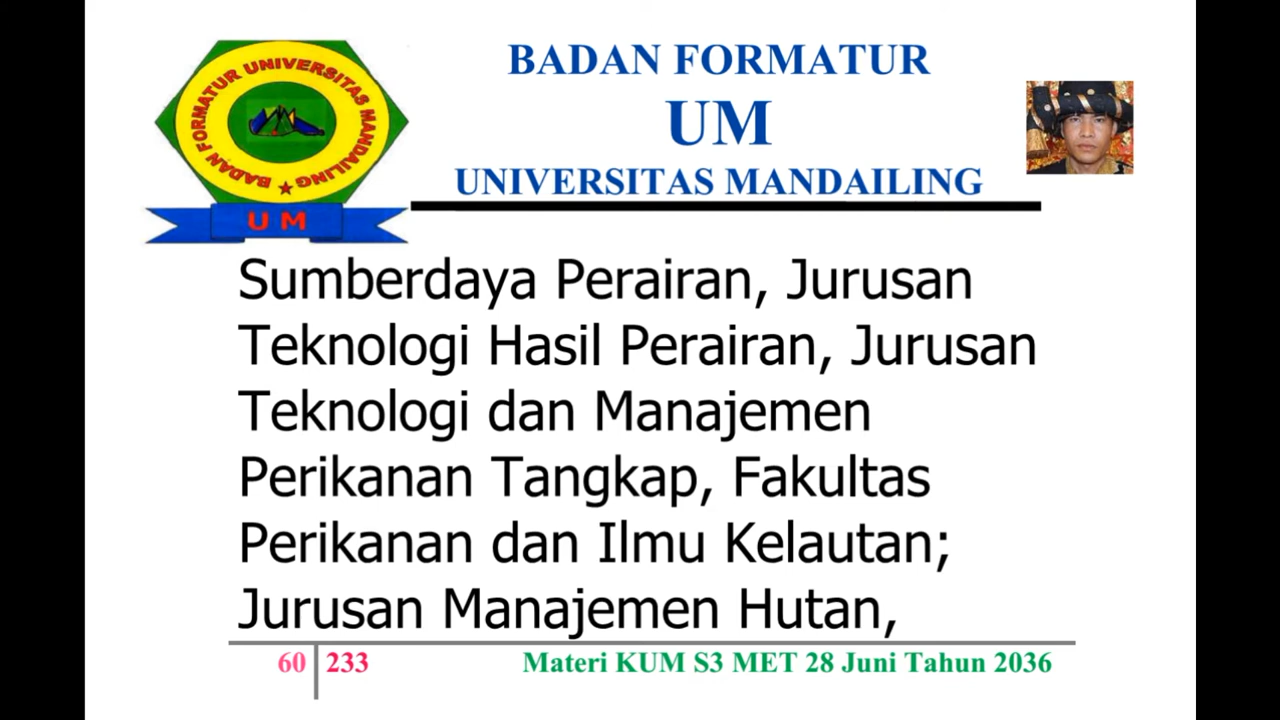 BADAN FORMATUR UNIVERSITAS MANDAILING
UM
BADAN FORMATUR
UM
UNIVERSITAS MANDAILING
Sumberdaya Perairan, Jurusan
Teknologi Hasil Perairan, Jurusan
Teknologi dan Manajemen
Perikanan Tangkap, Fakultas
Perikanan dan Ilmu Kelautan;
Jurusan Manajemen Hutan,
60 233 Materi KUM S3 MET 28 Juni Tahun 2036